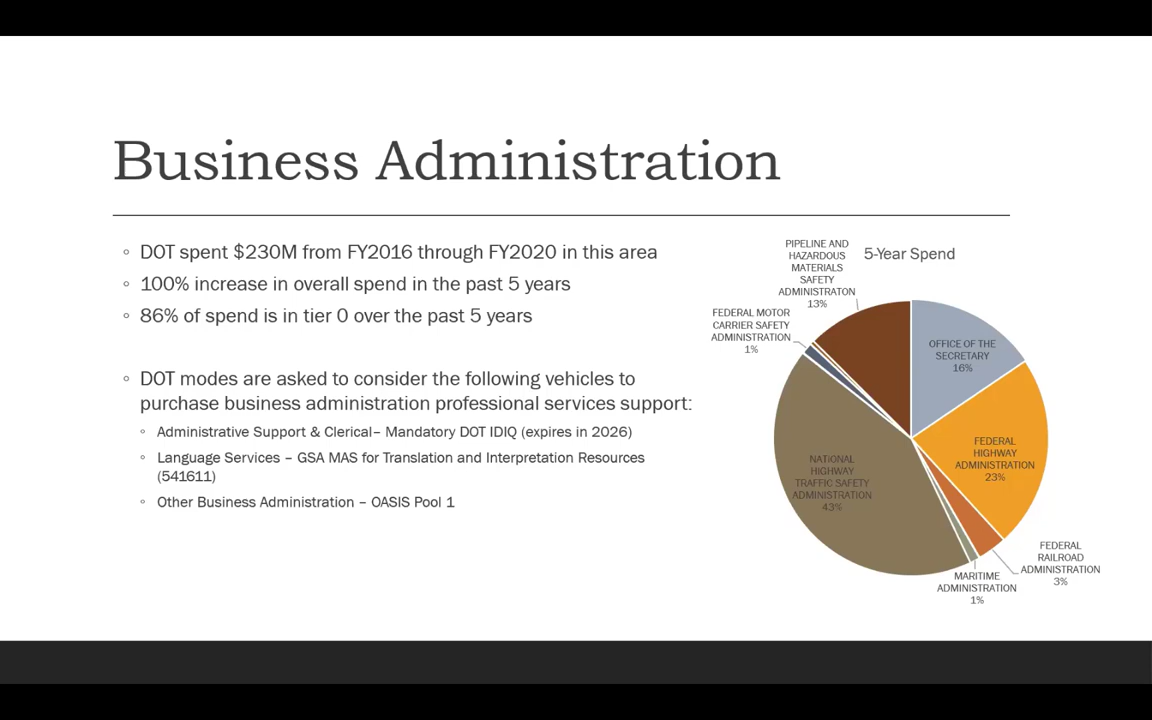 Business Administration
◦ DOT spent $230M from FY2016 through FY2020 in this area
◦ 100% increase in overall spend in the past 5 years
◦ 86% of spend is in tier 0 over the past 5 years
◦ DOT modes are asked to consider the following vehicles to
purchase business administration professional services support:
◦ Administrative Support & Clerical– Mandatory DOT IDIQ (expires in 2026)
◦ Language Services – GSA MAS for Translation and Interpretation Resources
(541611)
◦ Other Business Administration – OASIS Pool 1
5-Year Spend
PIPELINE AND
HAZARDOUS
MATERIALS
SAFETY
ADMINISTRATON
13%
FEDERAL MOTOR
CARRIER SAFETY
ADMINISTRATION
1%
OFFICE OF THE
SECRETARY
16%
FEDERAL
HIGHWAY
ADMINISTRATION
23%
NATIONAL
HIGHWAY
TRAFFIC SAFETY
ADMINISTRATION
43%
FEDERAL
RAILROAD
ADMINISTRATION
3%
MARITIME
ADMINISTRATION
1%